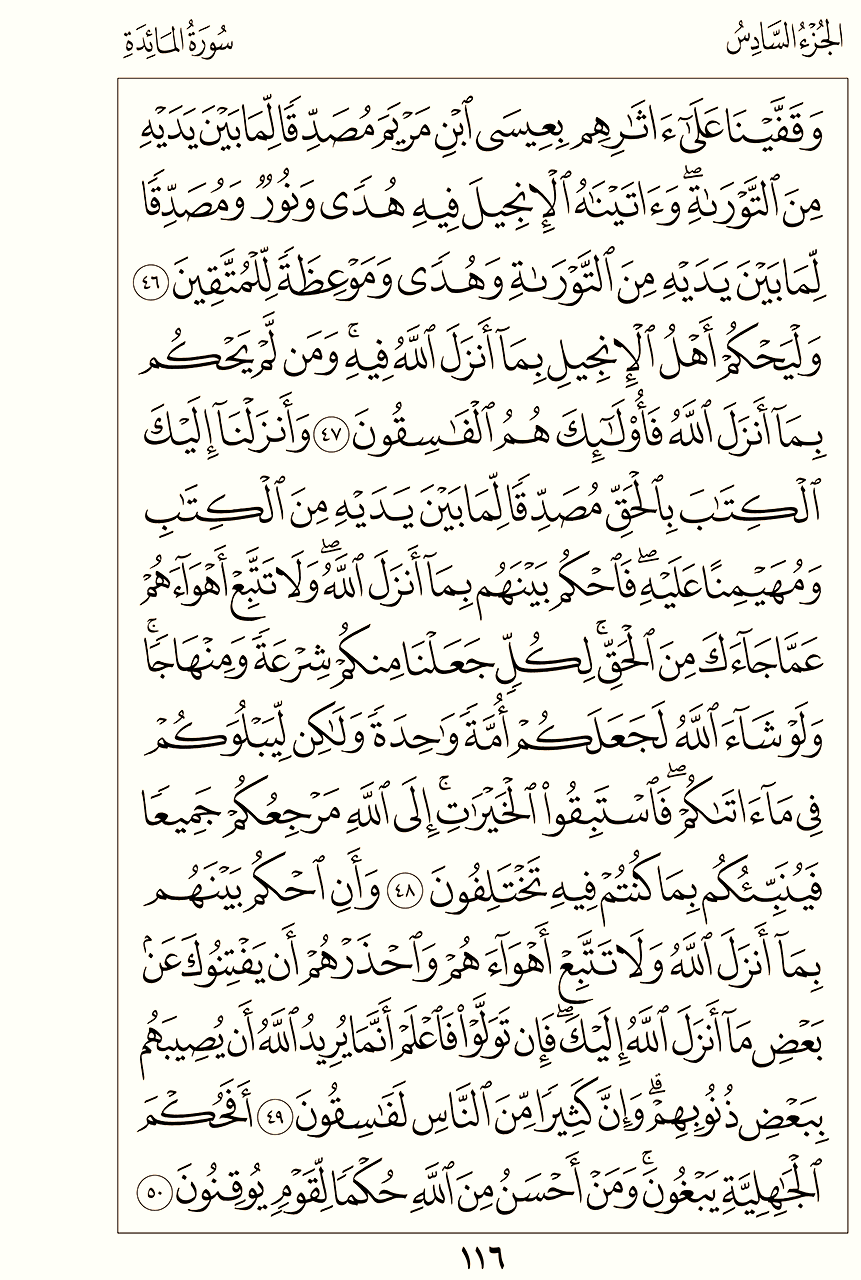 الجُزْءُ السَّادِسُ
سُورَةُ المَائِدَةِ
وَقَفَّيْنَا عَلَىٰٓ ءَاثَٰرِهِم بِعِيسَى ٱبْنِ مَرْيَمَ مُصَدِّقًا لِّمَا بَيْنَ يَدَيْهِ
مِنَ ٱلتَّوْرَىٰةِ ۖ وَءَاتَيْنَٰهُ ٱلْإِنجِيلَ فِيهِ هُدًى وَنُورٌ وَمُصَدِّقًا
لِّمَا بَيْنَ يَدَيْهِ مِنَ ٱلتَّوْرَىٰةِ وَهُدًى وَمَوْعِظَةً لِّلْمُتَّقِينَ ٤٦
وَلْيَحْكُمْ أَهْلُ ٱلْإِنجِيلِ بِمَآ أَنزَلَ ٱللَّهُ فِيهِ ۚ وَمَن لَّمْ يَحْكُم
بِمَآ أَنزَلَ ٱللَّهُ فَأُو۟لَٰٓئِكَ هُمُ ٱلْفَٰسِقُونَ ٤٧ وَأَنزَلْنَآ إِلَيْكَ
ٱلْكِتَٰبَ بِٱلْحَقِّ مُصَدِّقًا لِّمَا بَيْنَ يَدَيْهِ مِنَ ٱلْكِتَٰبِ
وَمُهَيْمِنًا عَلَيْهِ ۖ فَٱحْكُم بَيْنَهُم بِمَآ أَنزَلَ ٱللَّهُ ۖ وَلَا تَتَّبِعْ أَهْوَآءَهُمْ
عَمَّا جَآءَكَ مِنَ ٱلْحَقِّ ۚ لِكُلٍّ جَعَلْنَا مِنكُمْ شِرْعَةً وَمِنْهَاجًا ۚ
وَلَوْ شَآءَ ٱللَّهُ لَجَعَلَكُمْ أُمَّةً وَٰحِدَةً وَلَٰكِن لِّيَبْلُوَكُمْ
فِى مَآ ءَاتَىٰكُمْ ۖ فَٱسْتَبِقُوا۟ ٱلْخَيْرَٰتِ ۚ إِلَى ٱللَّهِ مَرْجِعُكُمْ جَمِيعًا
فَيُنَبِّئُكُم بِمَا كُنتُمْ فِيهِ تَخْتَلِفُونَ ٤٨ وَأَنِ ٱحْكُم بَيْنَهُم
بِمَآ أَنزَلَ ٱللَّهُ وَلَا تَتَّبِعْ أَهْوَآءَهُمْ وَٱحْذَرْهُمْ أَن يَفْتِنُوكَ عَنۢ
بَعْضِ مَآ أَنزَلَ ٱللَّهُ إِلَيْكَ ۖ فَإِن تَوَلَّوْا۟ فَٱعْلَمْ أَنَّمَا يُرِيدُ ٱللَّهُ أَن يُصِيبَهُم
بِبَعْضِ ذُنُوبِهِمْ ۗ وَإِنَّ كَثِيرًا مِّنَ ٱلنَّاسِ لَفَٰسِقُونَ ٤٩ أَفَحُكْمَ
ٱلْجَٰهِلِيَّةِ يَبْغُونَ ۚ وَمَنْ أَحْسَنُ مِنَ ٱللَّهِ حُكْمًا لِّقَوْمٍ يُوقِنُونَ ٥٠
١١٦